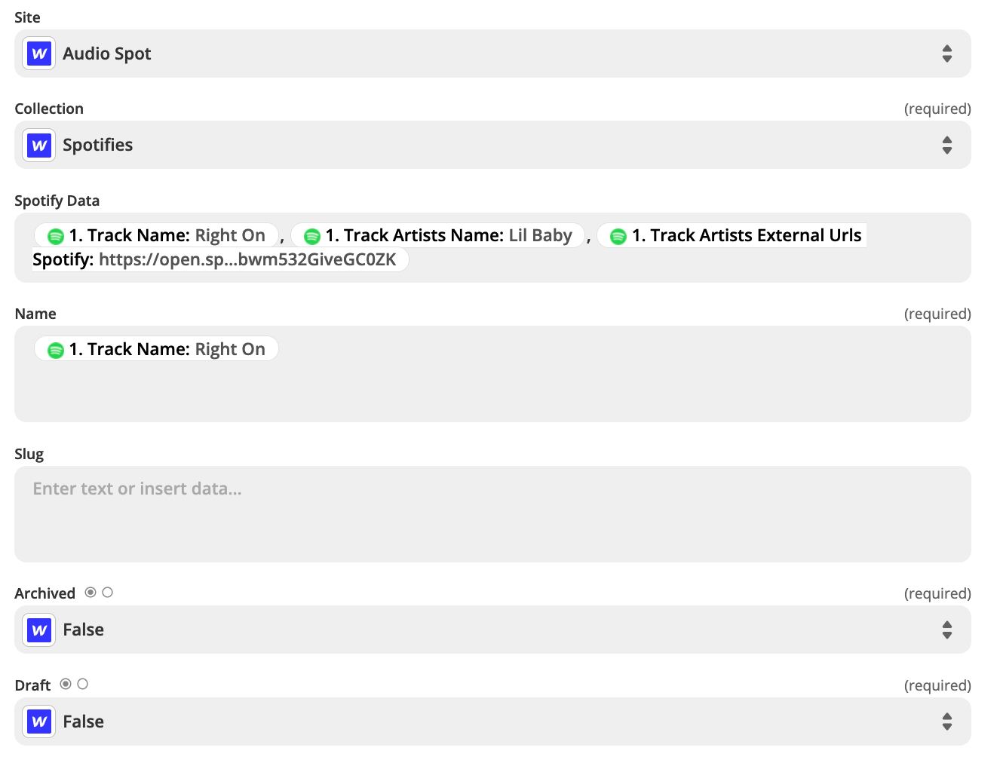 Site
Audio Spot
Collection (required)
Spotifies
Spotify Data
1. Track Name: Right On , 1. Track Artists Name: Lil Baby , 1. Track Artists External Urls
Spotify: https://open.sp...bwm532GiveGC0ZK
Name (required)
1. Track Name: Right On
Slug
Enter text or insert data...
Archived (required)
False
Draft (required)
False